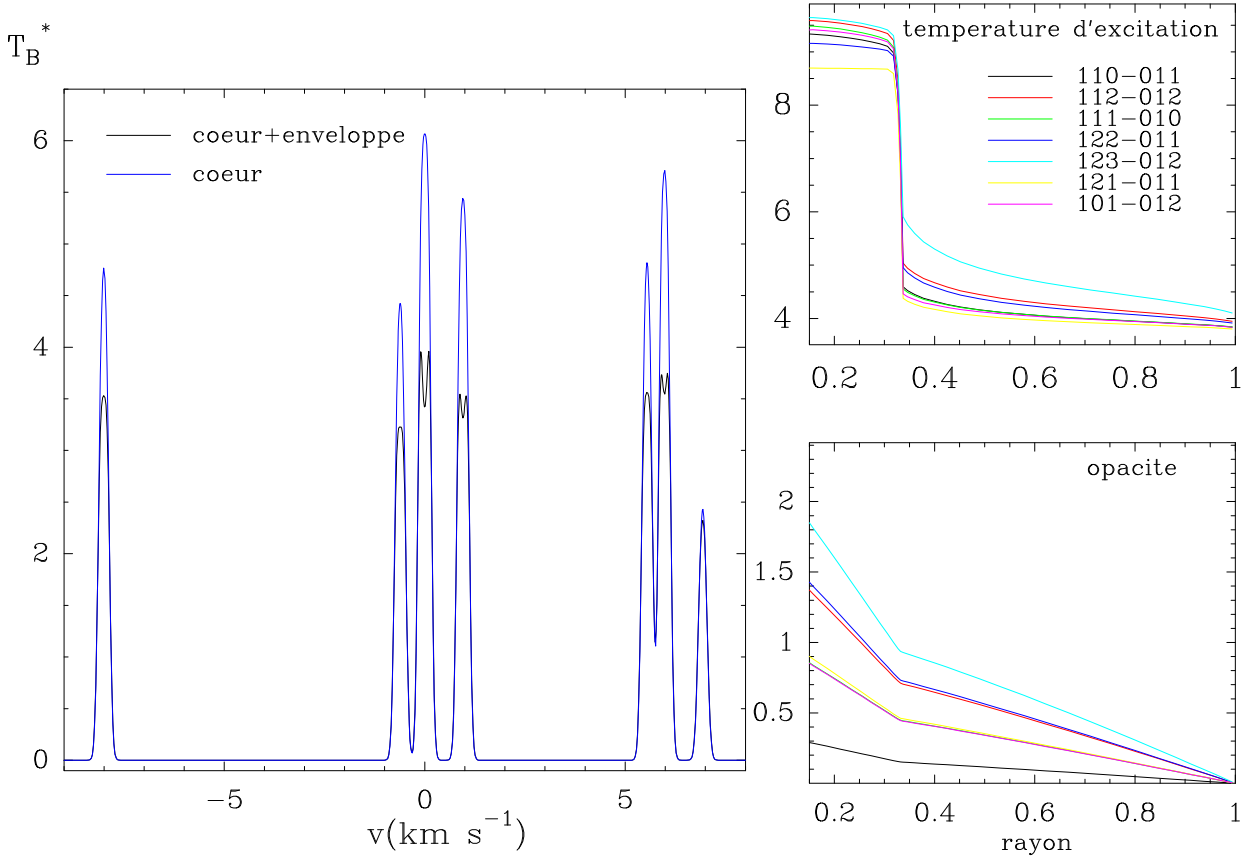 T_B^*
6
4
2
0
coeur+enveloppe
coeur
−5 0 5
v(km s^{−1})
temperature d'excitation
110−011
112−012
111−010
122−011
123−012
121−011
101−012
8
6
4
0.2 0.4 0.6 0.8 1
opacite
2
1.5
1
0.5
0.2 0.4 0.6 0.8 1
rayon